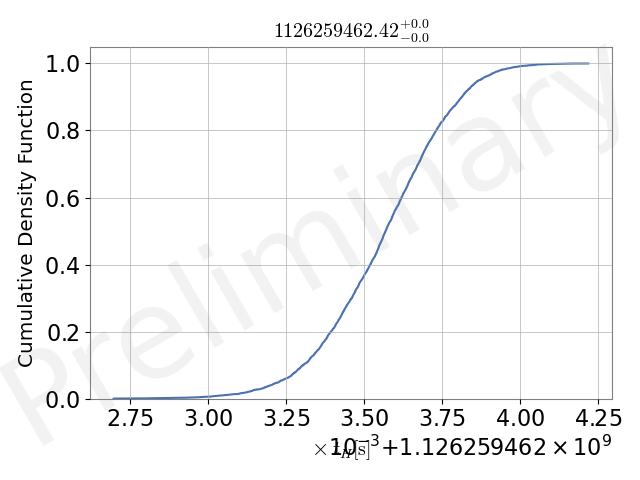 1126259462.42^{+0.0}_{-0.0}
Cumulative Density Function
1.0
0.8
0.6
0.4
0.2
0.0
2.75 3.00 3.25 3.50 3.75 4.00 4.25
×10⁻³+1.126259462×10⁹
t_H[s]
Preliminary